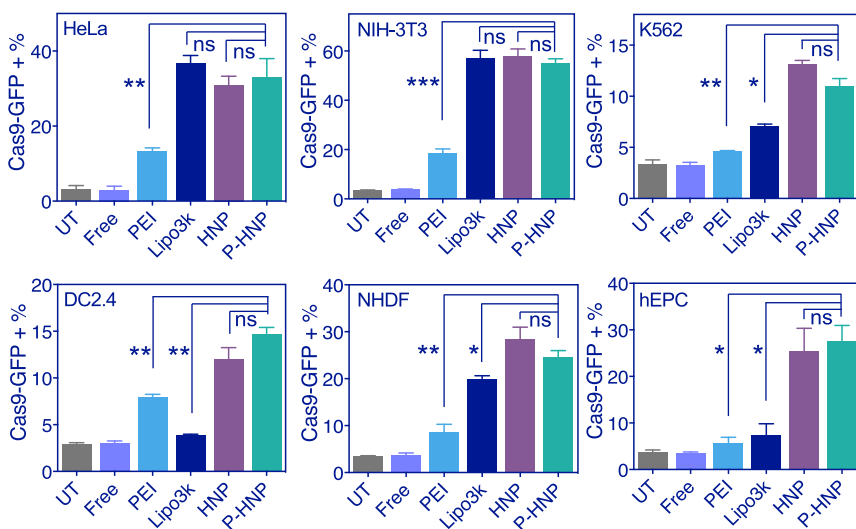 HeLa
Cas9-GFP + %
40
20
0
**
ns
ns
UT
Free
PEI
Lipo3k
HNP
P-HNP
NIH-3T3
Cas9-GFP + %
60
40
20
0
***
ns
ns
UT
Free
PEI
Lipo3k
HNP
P-HNP
K562
Cas9-GFP + %
15
10
5
0
**
*
ns
UT
Free
PEI
Lipo3k
HNP
P-HNP
DC2.4
Cas9-GFP + %
20
15
10
5
0
**
**
ns
UT
Free
PEI
Lipo3k
HNP
P-HNP
NHDF
Cas9-GFP + %
40
30
20
10
0
**
*
ns
UT
Free
PEI
Lipo3k
HNP
P-HNP
hEPC
Cas9-GFP + %
40
30
20
10
0
*
*
ns
UT
Free
PEI
Lipo3k
HNP
P-HNP